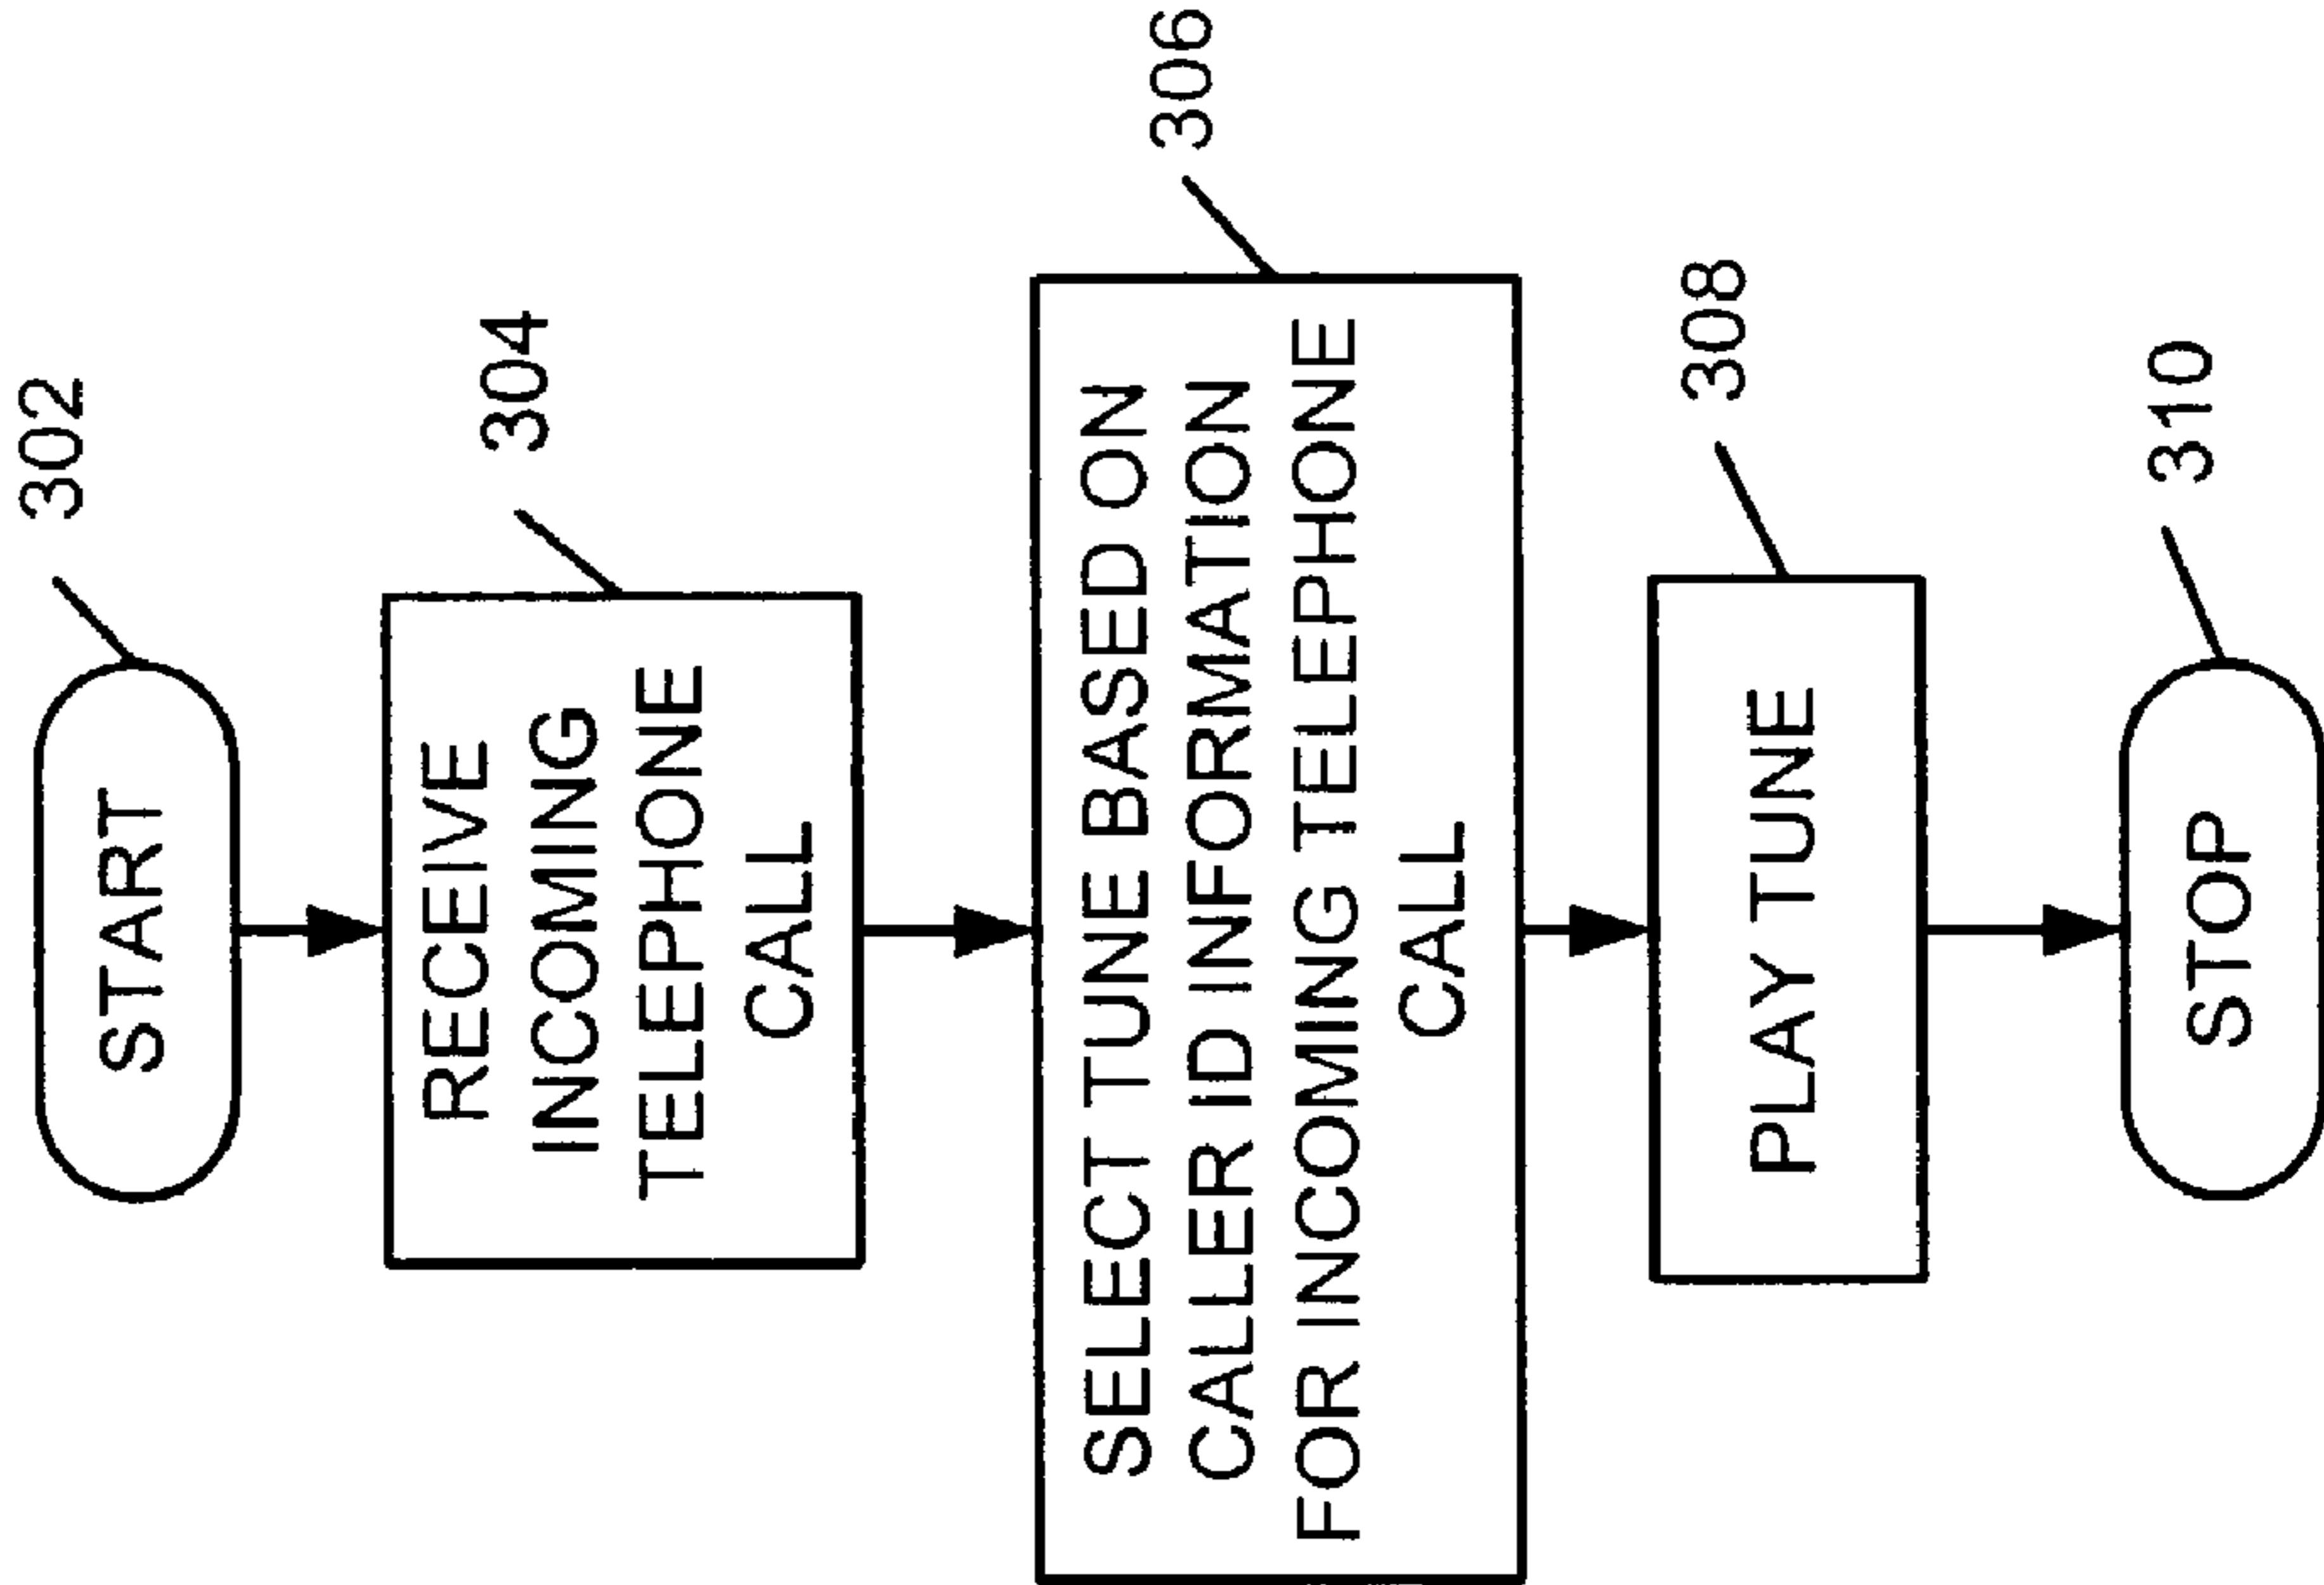 START
302
RECEIVE
INCOMING
TELEPHONE
CALL
304
SELECT TUNE BASED ON
CALLER ID INFORMATION
FOR INCOMING TELEPHONE
CALL
306
PLAY TUNE
308
STOP
310